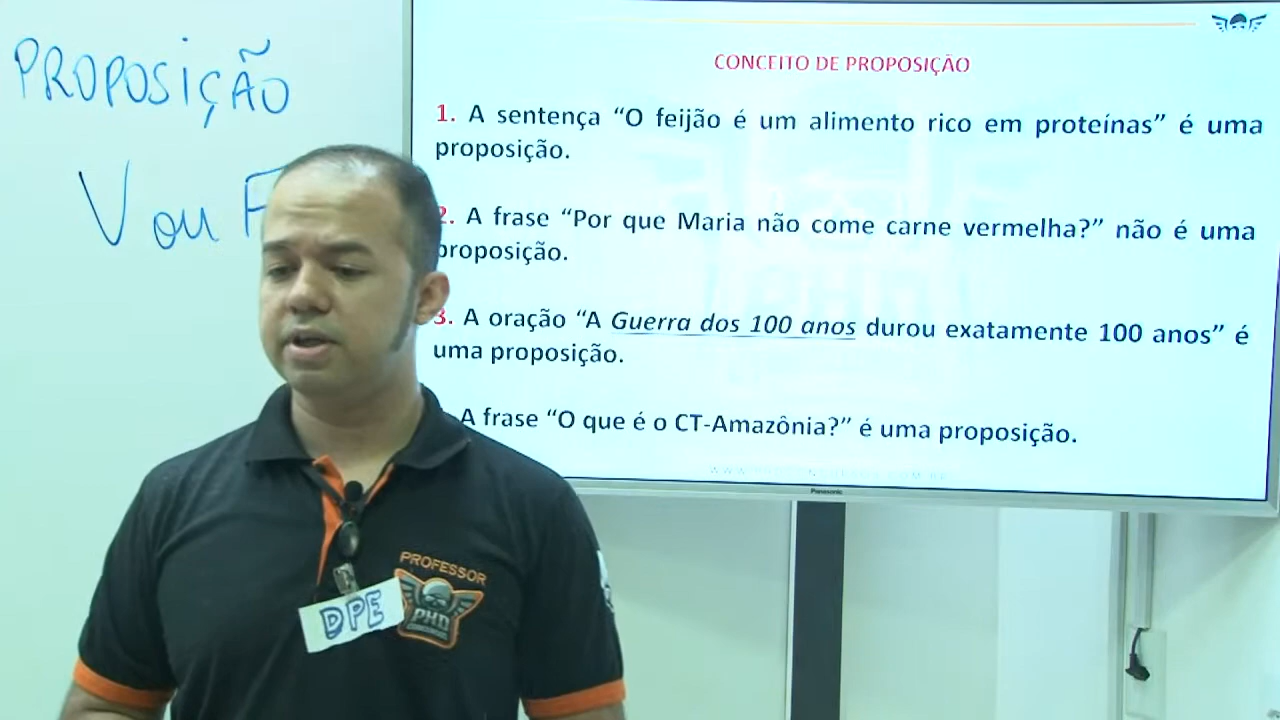 PROPOSIÇÃO
V ou F
CONCEITO DE PROPOSIÇÃO
1. A sentença “O feijão é um alimento rico em proteínas” é uma
proposição.
2. A frase “Por que Maria não come carne vermelha?” não é uma
proposição.
3. A oração “A Guerra dos 100 anos durou exatamente 100 anos” é
uma proposição.
A frase “O que é o CT-Amazônia?” é uma proposição.
Panasonic
PROFESSOR
PHD
DPE